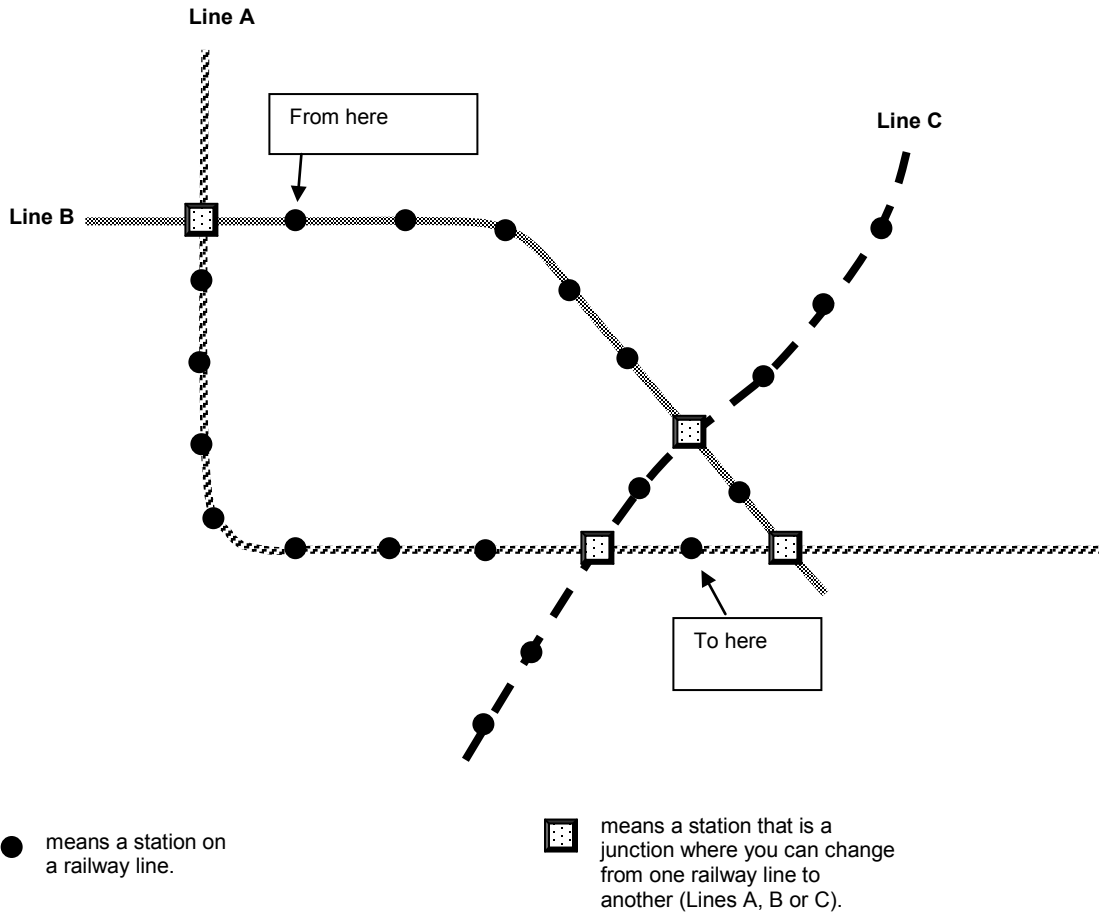 Line A
From here
Line C
Line B
To here
means a station on
a railway line.
means a station that is a
junction where you can change
from one railway line to
another (Lines A, B or C).